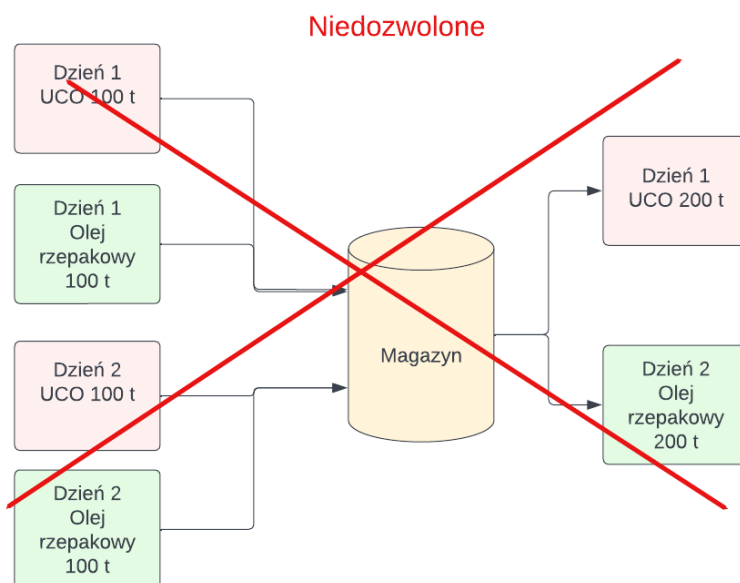 Niedozwolone
Dzień 1
UCO 100 t
Dzień 1
Olej
rzepakowy
100 t
Dzień 2
UCO 100 t
Dzień 2
Olej
rzepakowy
100 t
Magazyn
Dzień 1
UCO 200 t
Dzień 2
Olej
rzepakowy
200 t